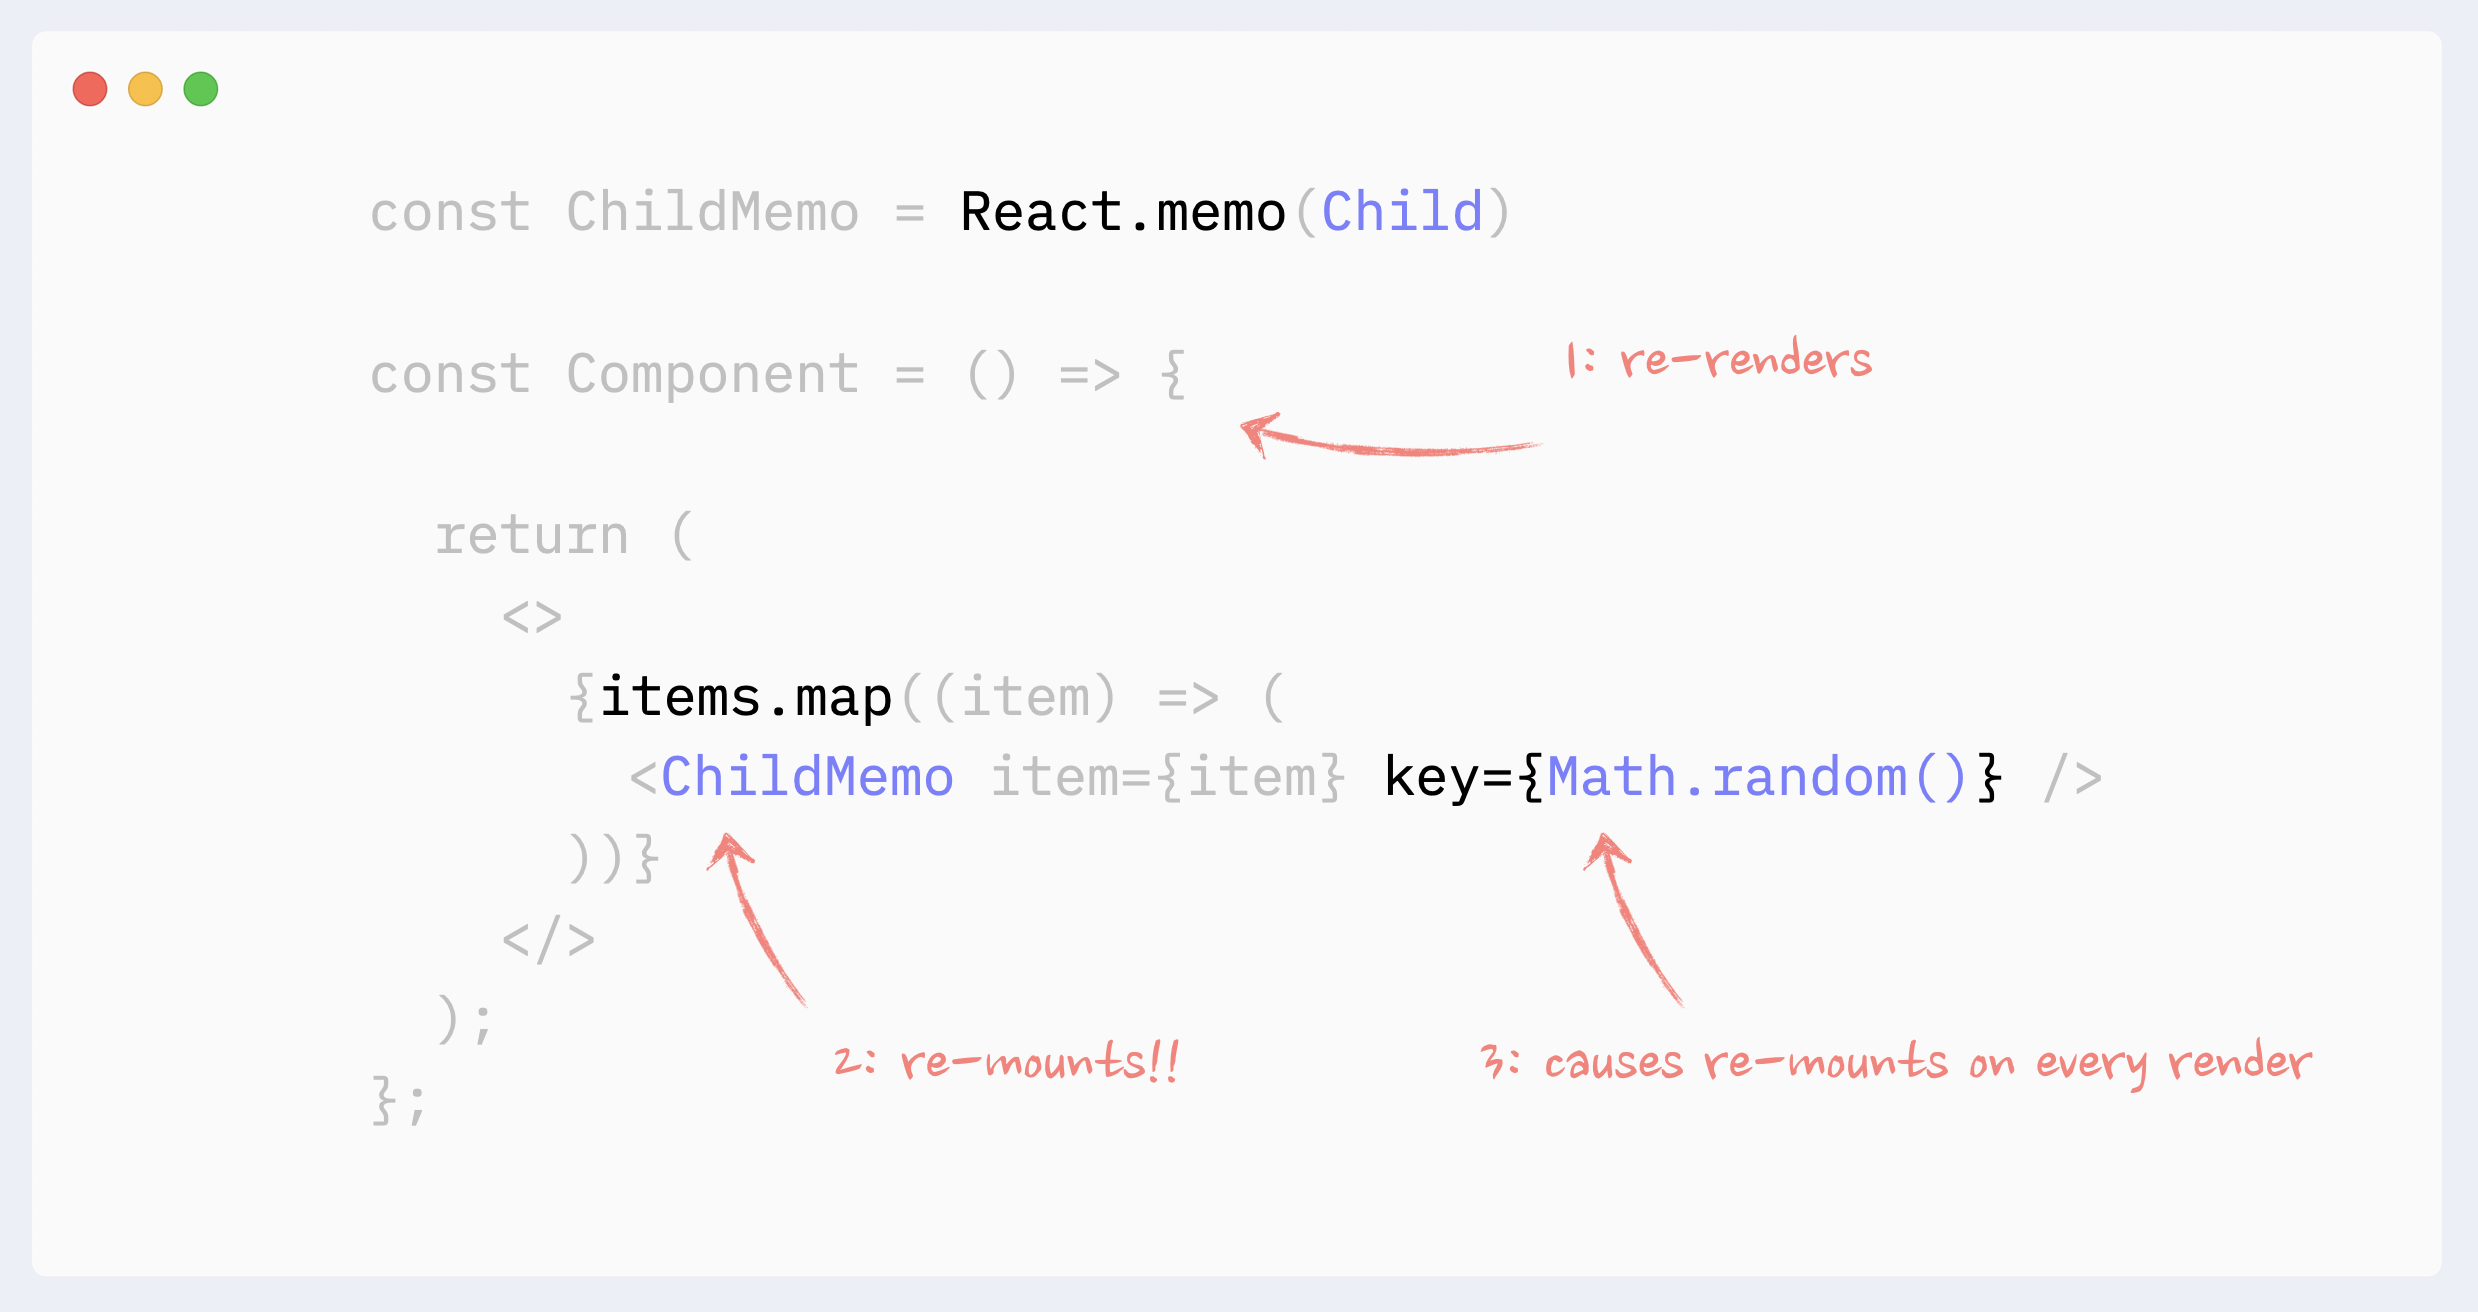 const ChildMemo = React.memo(Child)
const Component = () => {
1: re-renders
return (
<>
{items.map((item) => (
<ChildMemo item={item} key={Math.random()} />
))}
</>
);
};
2: re-mounts!!
3: causes re-mounts on every render